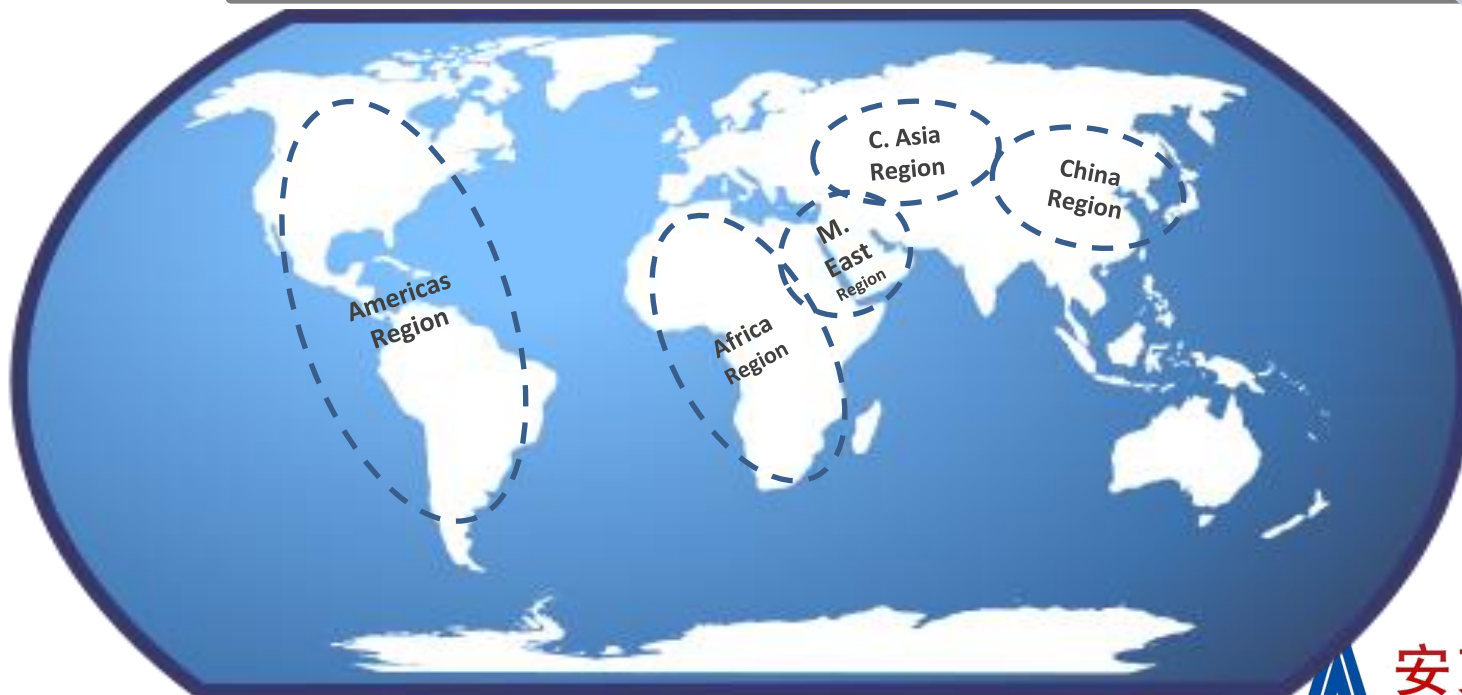 C. Asia
Region
China
Region
M.
East
Region
Americas
Region
Africa
Region
安